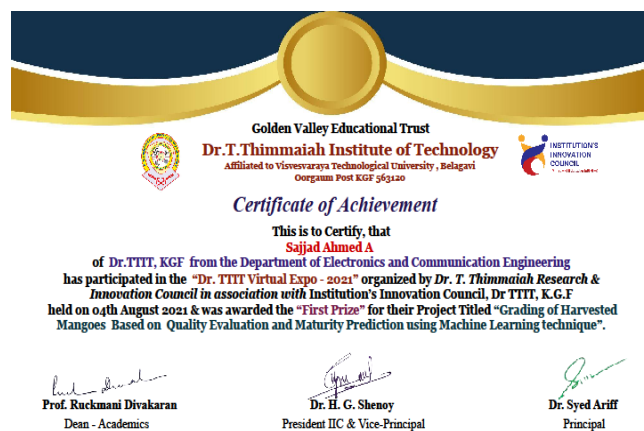 Golden Valley Educational Trust
Dr.T.Thimmaiah Institute of Technology
Affiliated to Visvesvaraya Technological University , Belagavi
Oorgaum Post KGF 563120
INSTITUTION'S
INNOVATION
COUNCIL
Certificate of Achievement
This is to Certify, that
Sajjad Ahmed A
of Dr.TTIT, KGF from the Department of Electronics and Communication Engineering
has participated in the “Dr. TTIT Virtual Expo - 2021” organized by Dr. T. Thimmaiah Research &
Innovation Council in association with Institution's Innovation Council, Dr TTIT, K.G.F
held on 04th August 2021 & was awarded the “First Prize” for their Project Titled “Grading of Harvested
Mangoes Based on Quality Evaluation and Maturity Prediction using Machine Learning technique”.
Prof. Ruckmani Divakaran
Dean - Academics
Dr. H. G. Shenoy
President IIC & Vice-Principal
Dr. Syed Ariff
Principal